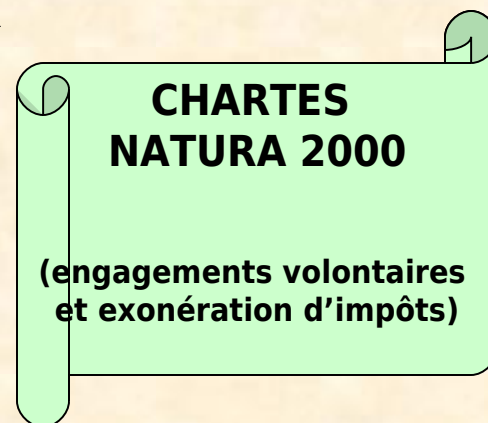 CHARTES
NATURA 2000
(engagements volontaires
et exonération d’impôts)